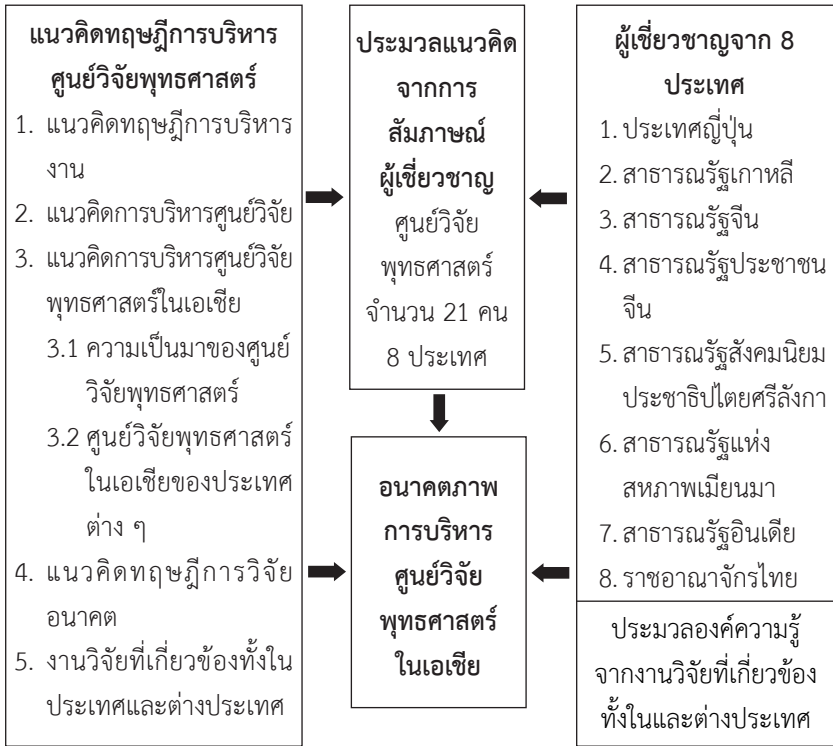 แนวคิดทฤษฎีการบริหาร
ศูนย์วิจัยพุทธศาสตร์
1. แนวคิดทฤษฎีการบริหาร
งาน
2. แนวคิดการบริหารศูนย์วิจัย
3. แนวคิดการบริหารศูนย์วิจัย
พุทธศาสตร์ในเอเชีย
3.1 ความเป็นมาของศูนย์
วิจัยพุทธศาสตร์
3.2 ศูนย์วิจัยพุทธศาสตร์
ในเอเชียของประเทศ
ต่าง ๆ
4. แนวคิดทฤษฎีการวิจัย
อนาคต
5. งานวิจัยที่เกี่ยวข้องทั้งใน
ประเทศและต่างประเทศ
ประมวลแนวคิด
จากการ
สัมภาษณ์
ผู้เชี่ยวชาญ
ศูนย์วิจัย
พุทธศาสตร์
จำนวน 21 คน
8 ประเทศ
อนาคตภาพ
การบริหาร
ศูนย์วิจัย
พุทธศาสตร์
ในเอเชีย
ผู้เชี่ยวชาญจาก 8
ประเทศ
1. ประเทศญี่ปุ่น
2. สาธารณรัฐเกาหลี
3. สาธารณรัฐจีน
4. สาธารณรัฐประชาชน
จีน
5. สาธารณรัฐสังคมนิยม
ประชาธิปไตยศรีลังกา
6. สาธารณรัฐแห่ง
สหภาพเมียนมา
7. สาธารณรัฐอินเดีย
8. ราชอาณาจักรไทย
ประมวลองค์ความรู้
จากงานวิจัยที่เกี่ยวข้อง
ทั้งในและต่างประเทศ